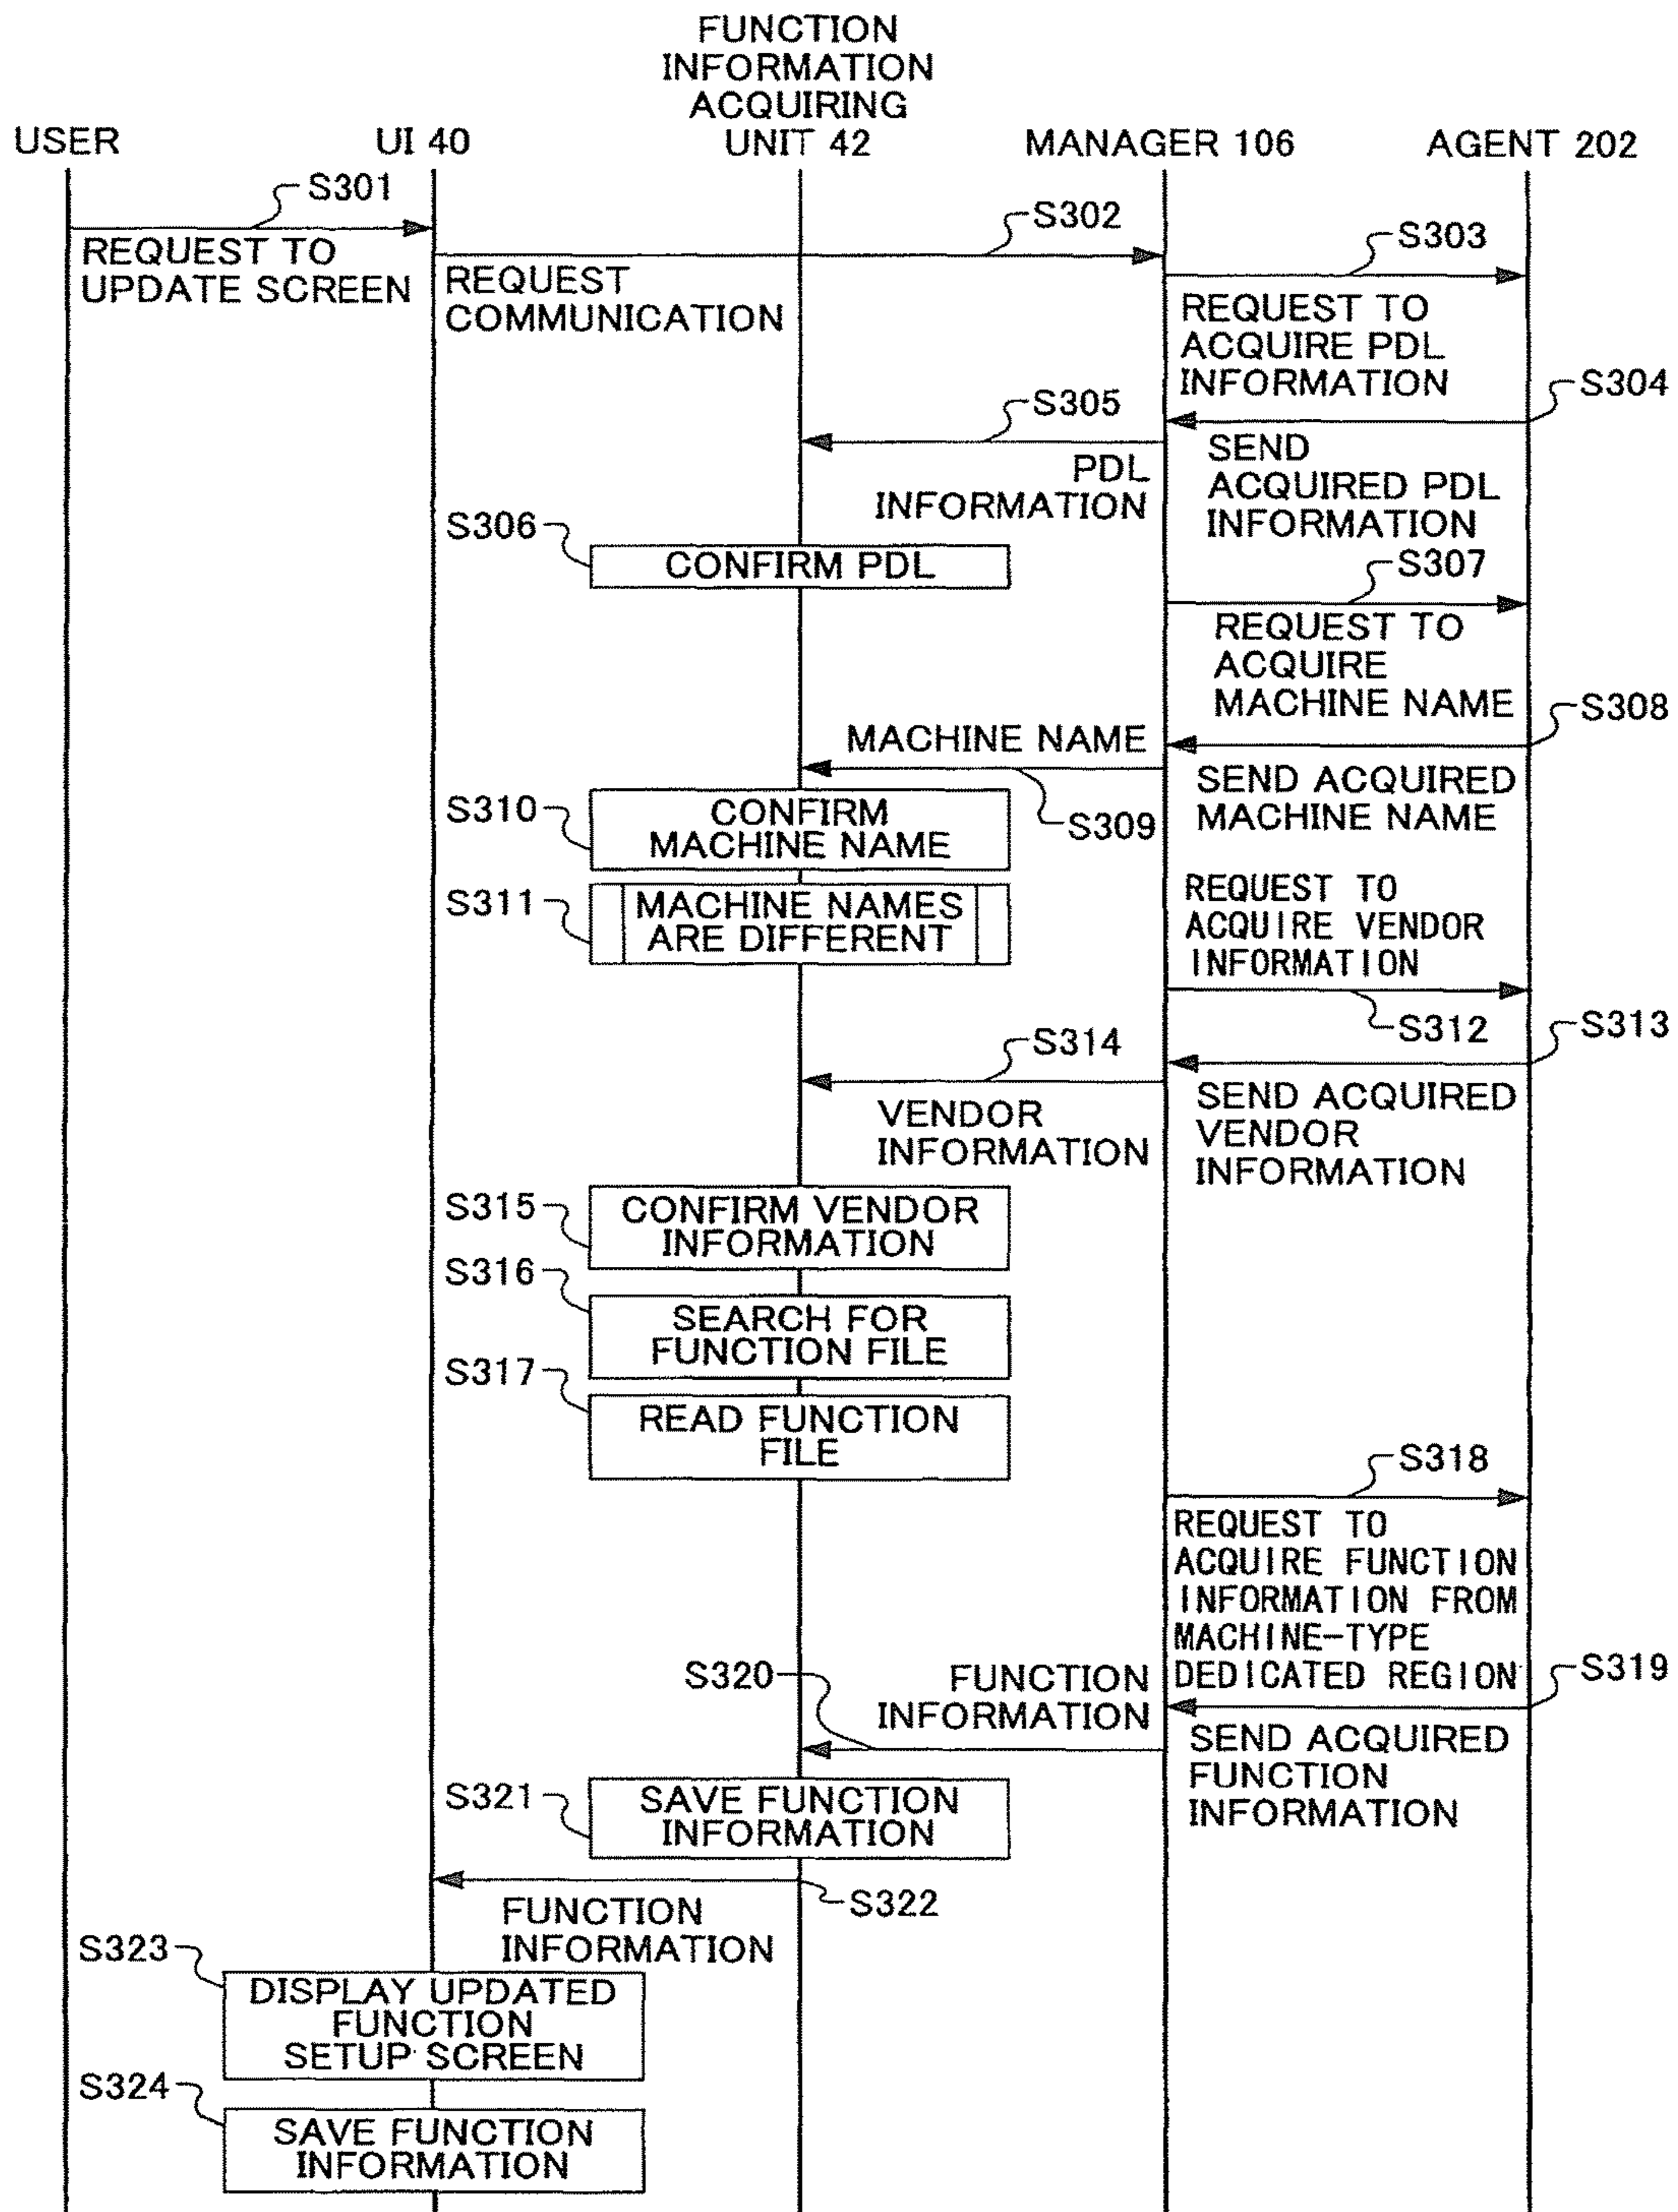 FUNCTION
INFORMATION
ACQUIRING
UNIT 42
USER
UI 40
MANAGER 106
AGENT 202
S301
REQUEST TO
UPDATE SCREEN
S302
REQUEST
COMMUNICATION
S303
REQUEST TO
ACQUIRE PDL
INFORMATION
S304
SEND
ACQUIRED PDL
INFORMATION
S305
PDL
INFORMATION
S306
CONFIRM PDL
S307
REQUEST TO
ACQUIRE
MACHINE NAME
S308
SEND ACQUIRED
MACHINE NAME
MACHINE NAME
S309
S310
CONFIRM
MACHINE NAME
S311
MACHINE NAMES
ARE DIFFERENT
REQUEST TO
ACQUIRE VENDOR
INFORMATION
S312
S313
SEND ACQUIRED
VENDOR
INFORMATION
S314
VENDOR
INFORMATION
S315
CONFIRM VENDOR
INFORMATION
S316
SEARCH FOR
FUNCTION FILE
S317
READ FUNCTION
FILE
S318
REQUEST TO
ACQUIRE FUNCTION
INFORMATION FROM
MACHINE-TYPE
DEDICATED REGION
S319
SEND ACQUIRED
FUNCTION
INFORMATION
S320
FUNCTION
INFORMATION
S321
SAVE FUNCTION
INFORMATION
S322
FUNCTION
INFORMATION
S323
DISPLAY UPDATED
FUNCTION
SETUP SCREEN
S324
SAVE FUNCTION
INFORMATION